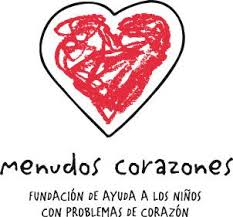 menudos corazones
FUNDACIÓN DE AYUDA A LOS NIÑOS
CON PROBLEMAS DE CORAZÓN